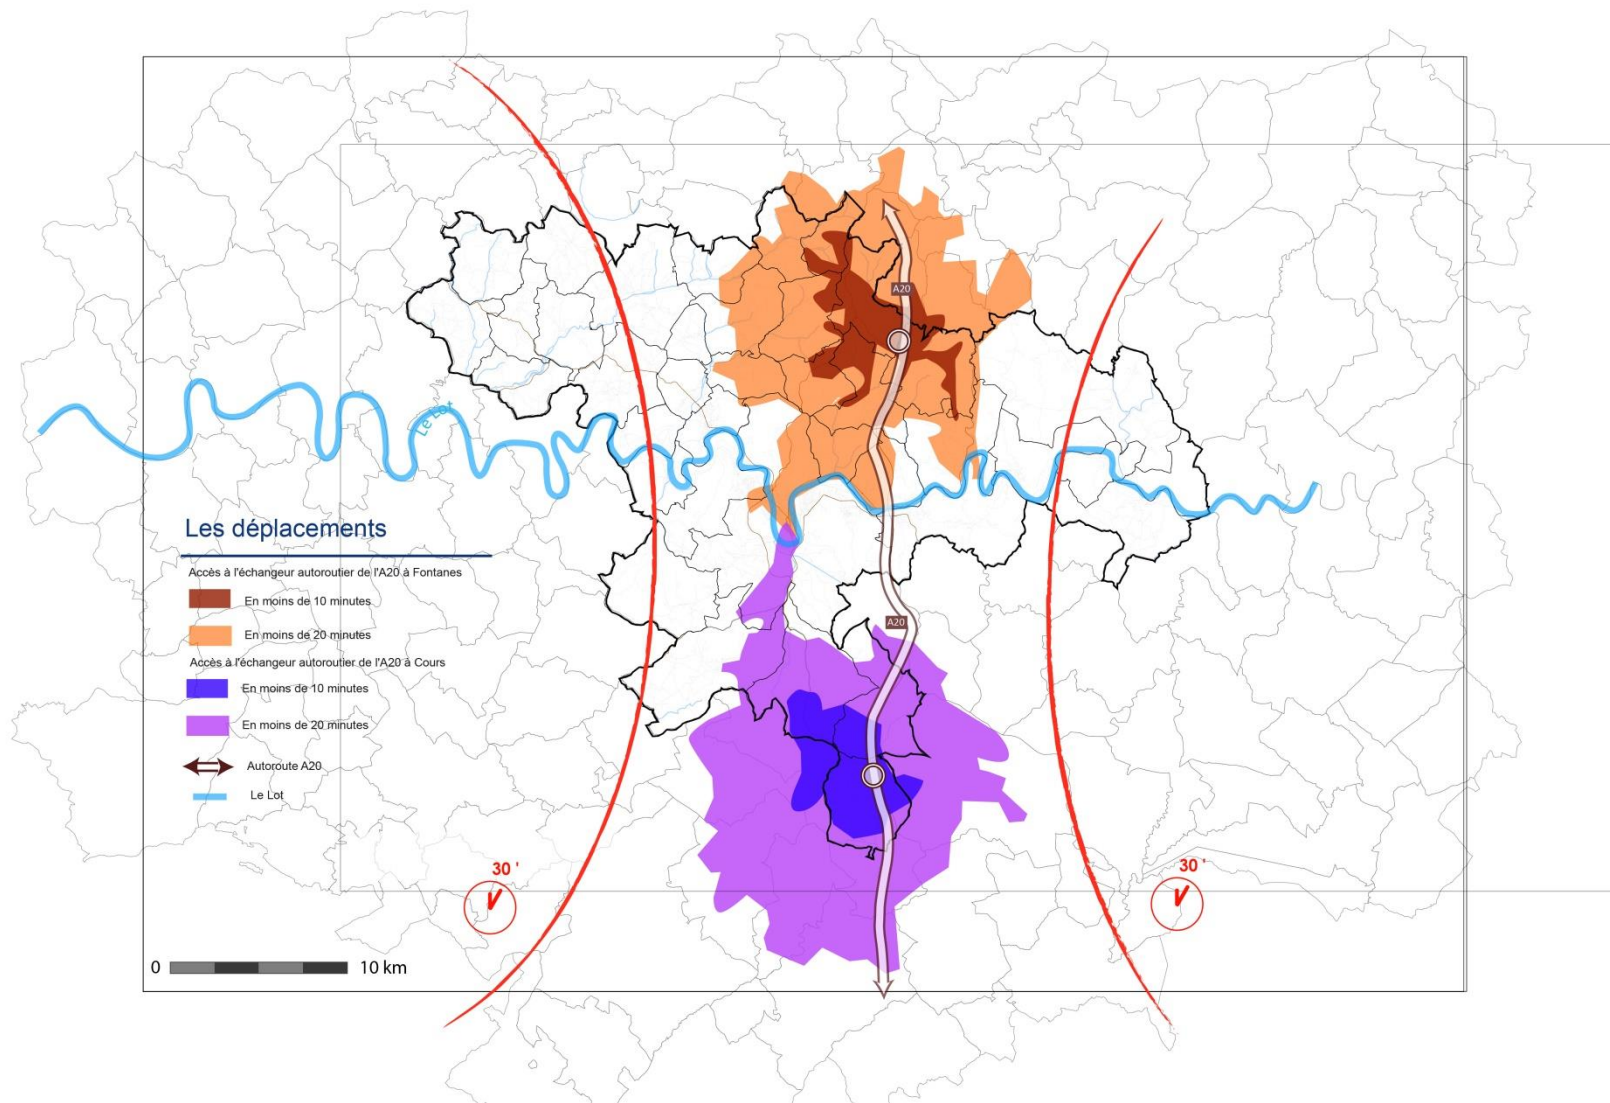 A20
Le Lot
Les déplacements
Accès à l'échangeur autoroutier de l'A20 à Fontanes
En moins de 10 minutes
En moins de 20 minutes
Accès à l'échangeur autoroutier de l'A20 à Cours
En moins de 10 minutes
En moins de 20 minutes
Autoroute A20
Le Lot
A20
30 '
30 '
0 10 km